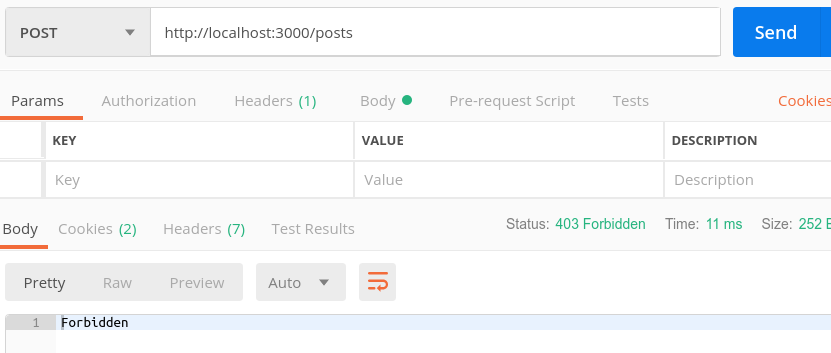 POST http://localhost:3000/posts Send
Params Authorization Headers (1) Body Pre-request Script Tests Cookies
KEY VALUE DESCRIPTION
Key Value Description
Body Cookies (2) Headers (7) Test Results Status: 403 Forbidden Time: 11 ms Size: 252
Pretty Raw Preview Auto
1 Forbidden